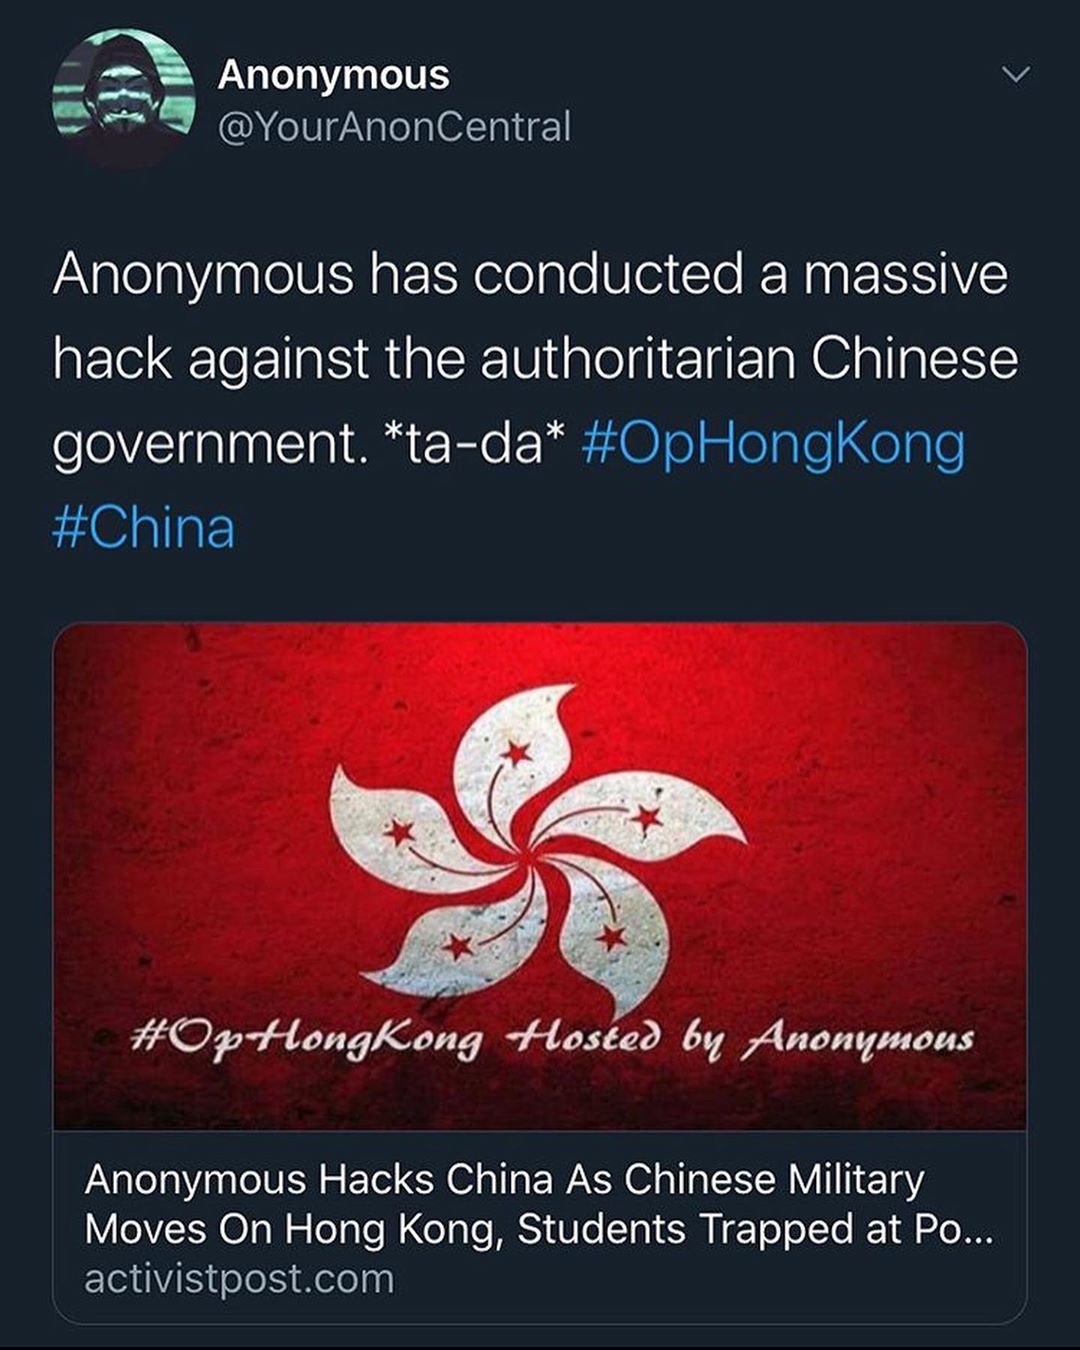 Anonymous
@YourAnonCentral
Anonymous has conducted a massive
hack against the authoritarian Chinese
government. *ta-da* #OpHongKong
#China
#OpHongKong Hosted by Anonymous
Anonymous Hacks China As Chinese Military
Moves On Hong Kong, Students Trapped at Po...
activistpost.com